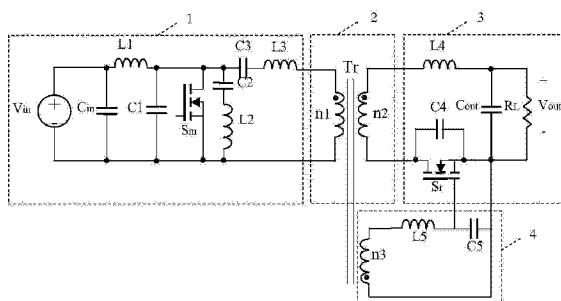 1
2
3
L1
C3
L3
Tr
L4
Vin
Cin
C1
Sm
C2
L2
n1
n2
C4
Cout
RL
+
Vout
-
Sr
n3
L5
C5
4